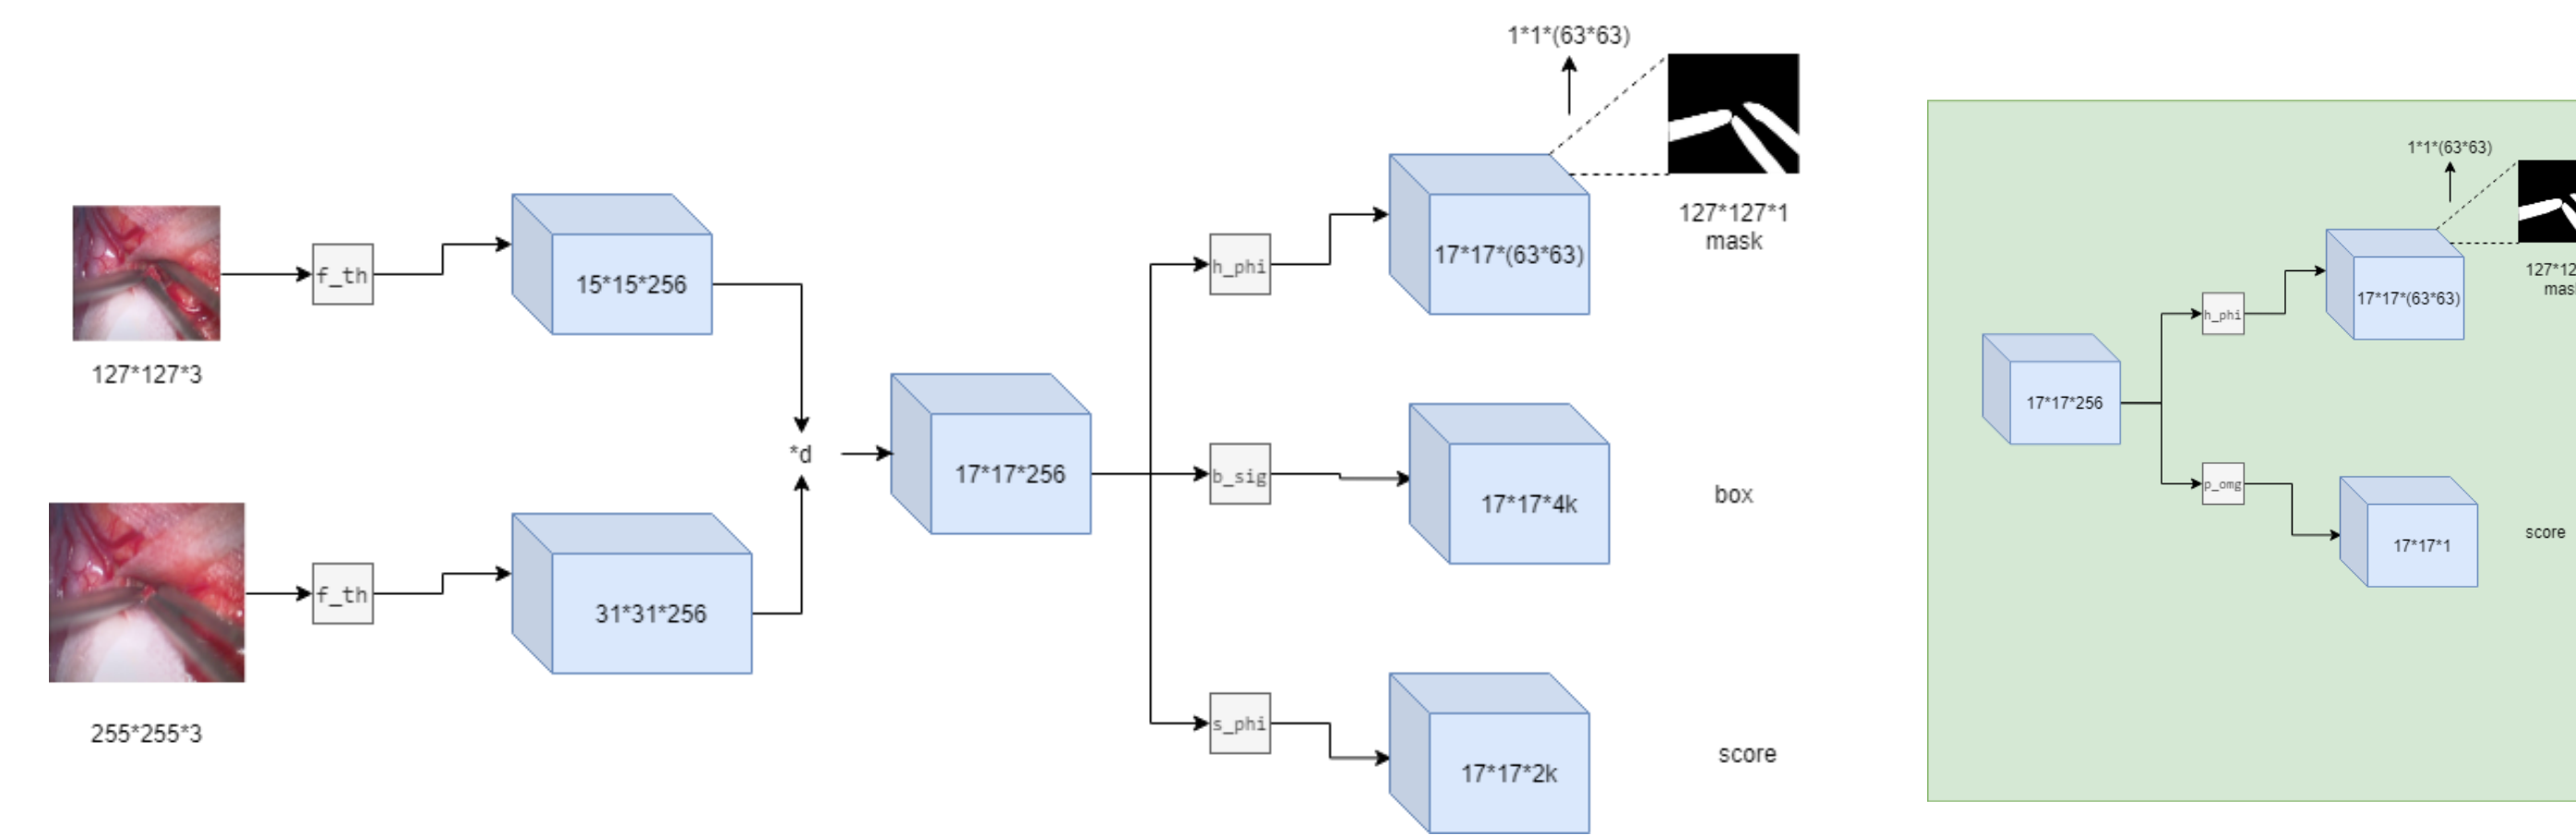 1*1*(63*63)
127*127*1
mask
h_phi
17*17*(63*63)
f_th
15*15*256
127*127*3
*d
17*17*256
b_sig
17*17*4k
box
f_th
31*31*256
255*255*3
s_phi
17*17*2k
score
1*1*(63*63)
h_phi
17*17*(63*63)
17*17*256
p_omg
17*17*1
score